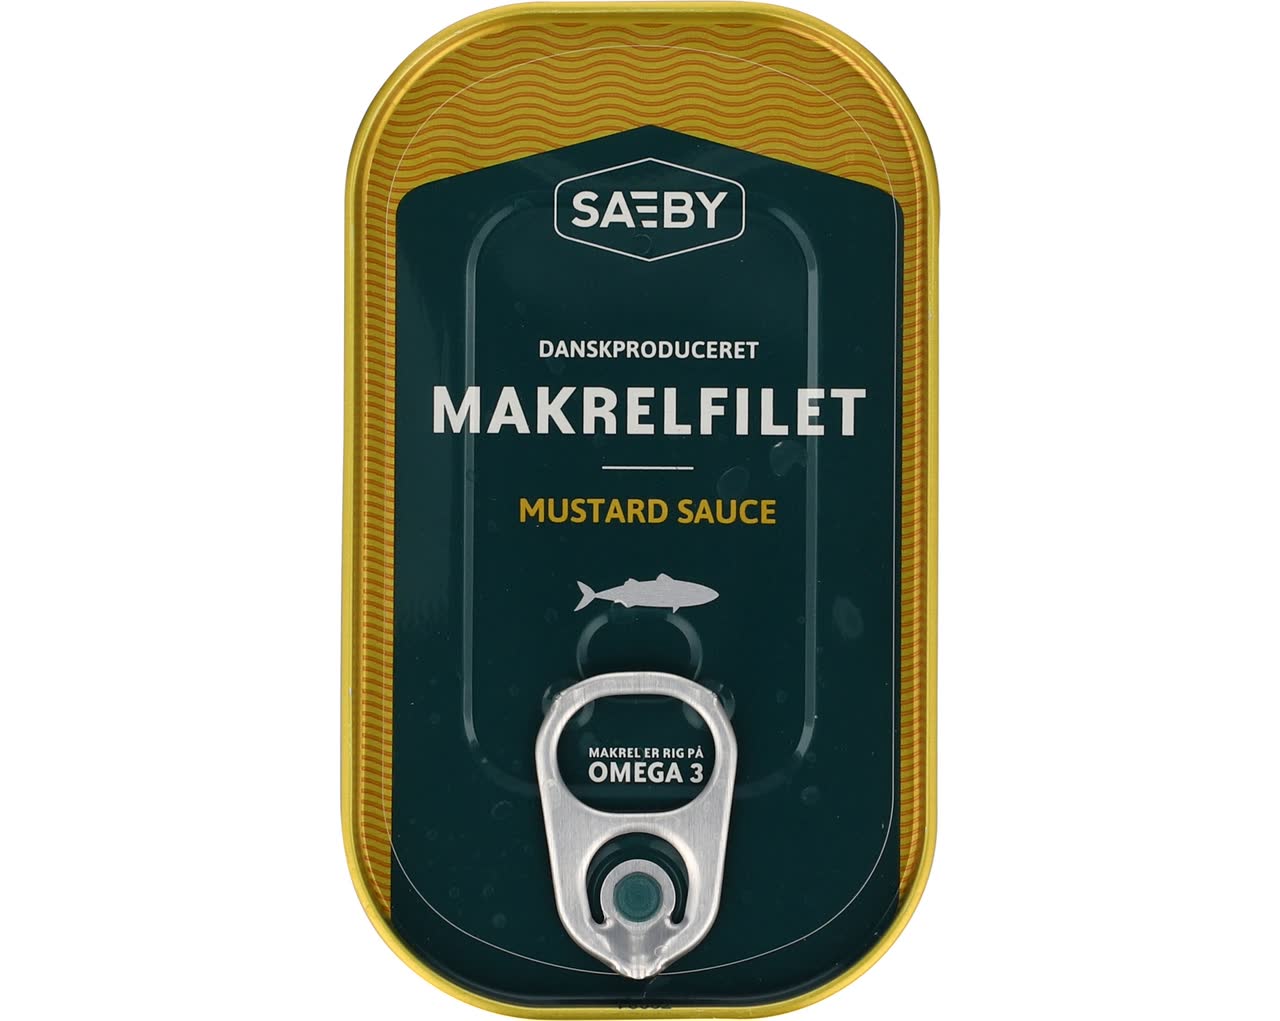 SAEBY
DANSKPRODUCERET
MAKRELFILET
MUSTARD SAUCE
MAKREL ER RIG PÅ
OMEGA 3